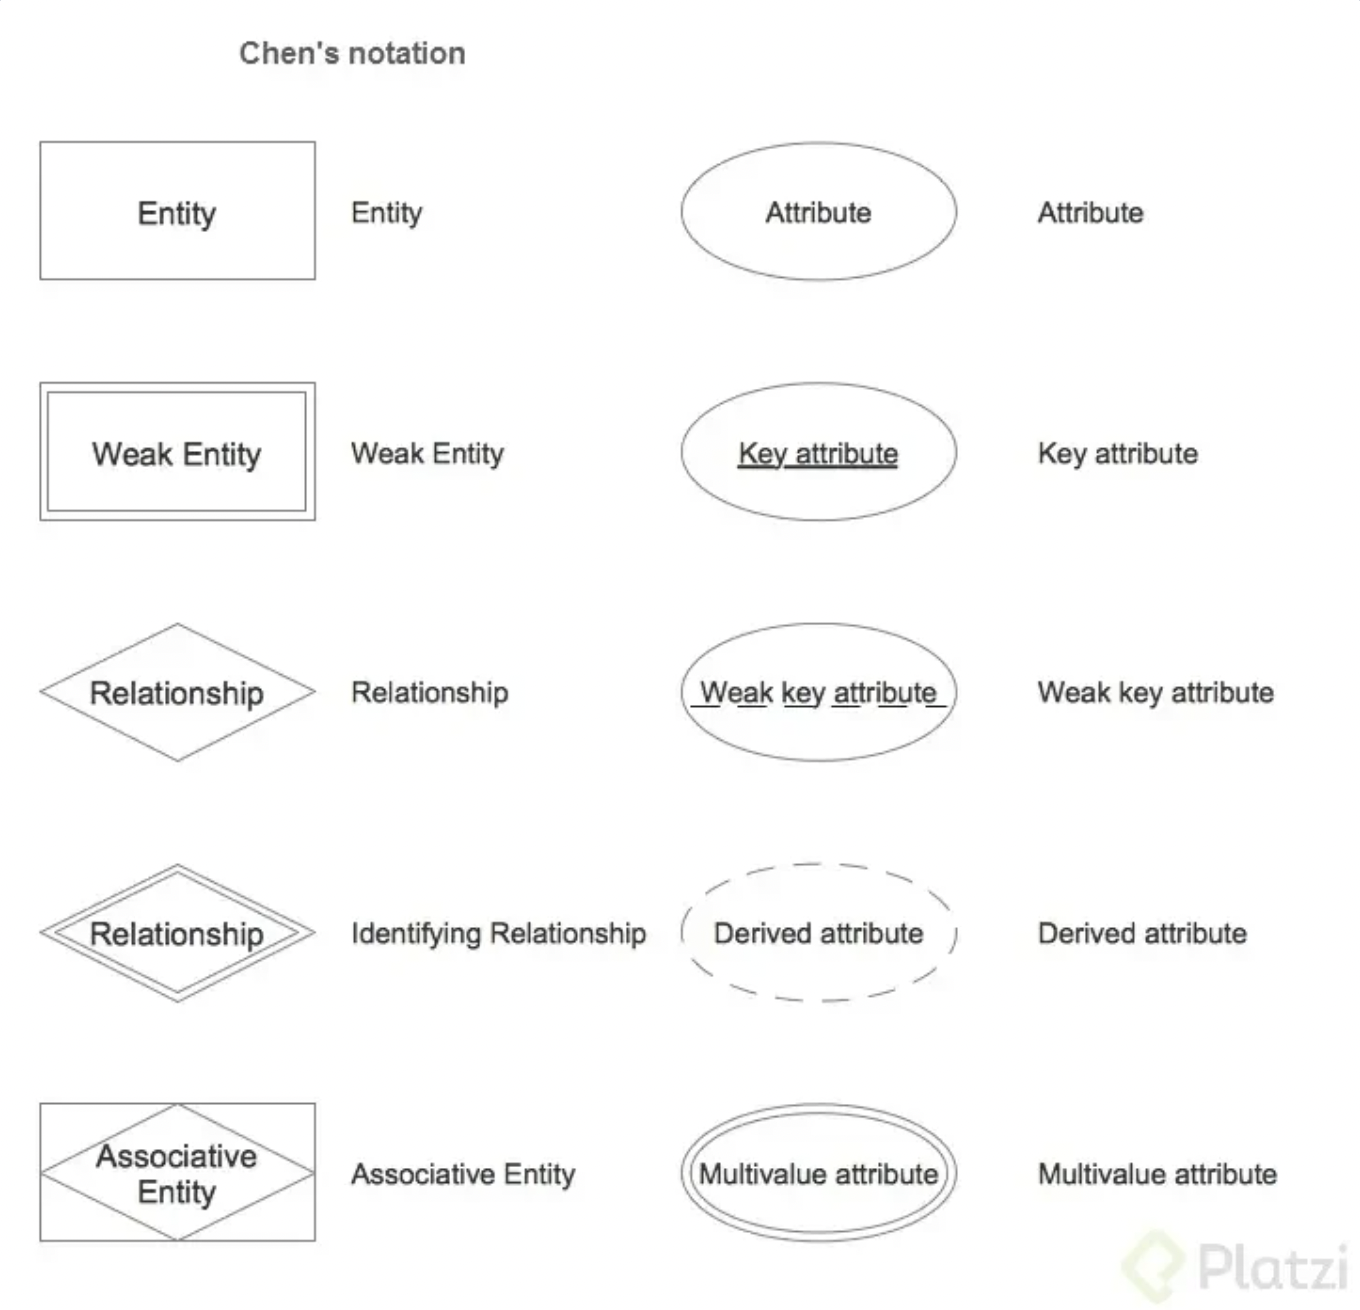 Chen's notation
Entity
Entity
Attribute
Attribute
Weak Entity
Weak Entity
Key attribute
Key attribute
Relationship
Relationship
Weak key attribute
Weak key attribute
Relationship
Identifying Relationship
Derived attribute
Derived attribute
Associative
Entity
Associative Entity
Multivalue attribute
Multivalue attribute
Platzi